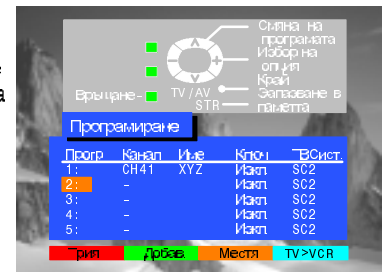 Смяна на
програмата
Избор на
опция
Край
Връщане
TV/AV
Запазване в
STR
паметта
Програмиране
Прогр Канал Име Ключ ТВСист.
1: CH41 XYZ Изкл. SC2
2: - Изкл. SC2
3: - Изкл. SC2
4: - Изкл. SC2
5: - Изкл. SC2
Трия Добав. Местя TV>VCR
а